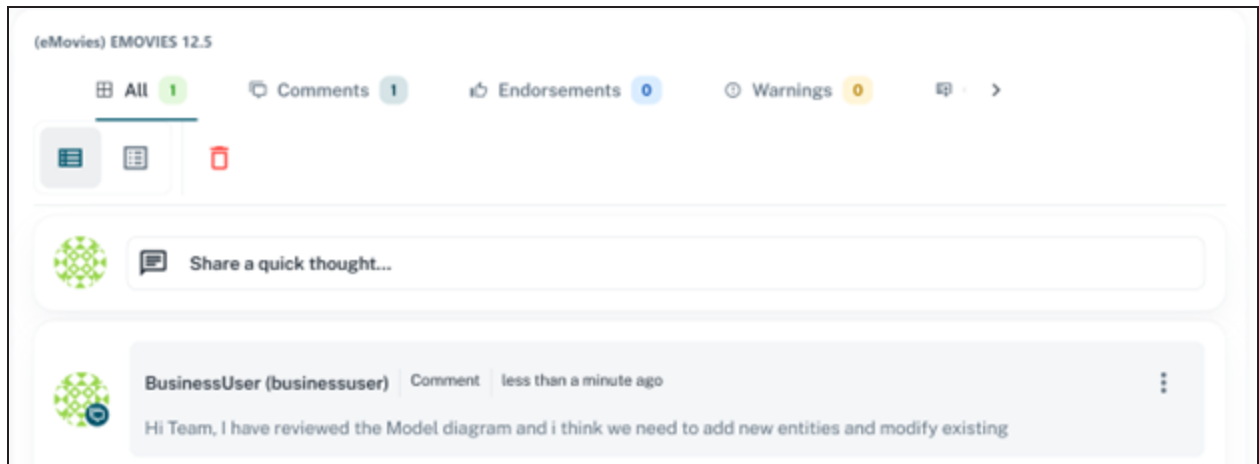 (eMovies) EMOVIES 12.5
All 1 Comments 1 Endorsements 0 Warnings 0
Share a quick thought...
BusinessUser (businessuser) Comment less than a minute ago
Hi Team, I have reviewed the Model diagram and i think we need to add new entities and modify existing